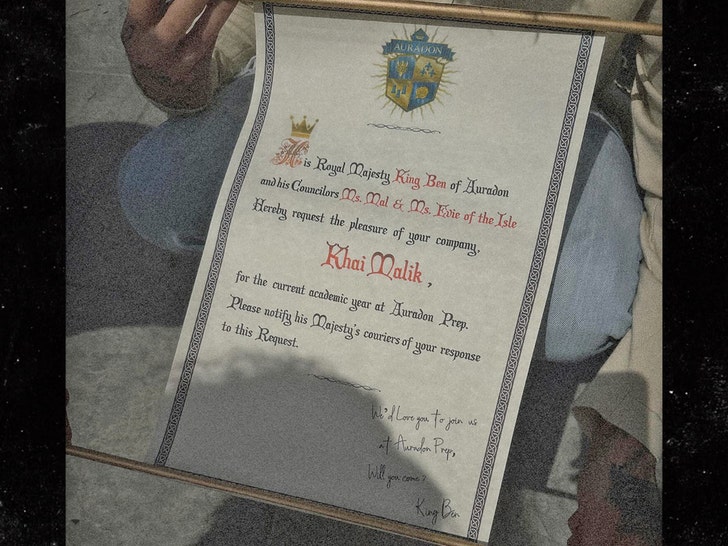 AURADON
His Royal Majesty King Ben of Auradon
and his Councilors Ms. Mal & Ms. Evie of the Isle
Hereby request the pleasure of your company,
Khai Malik,
for the current academic year at Auradon Prep.
Please notify his Majesty's couriers of your response
to this Request.
We'd Love you to join us
at Auradon Prep,
Will you come?
King Ben